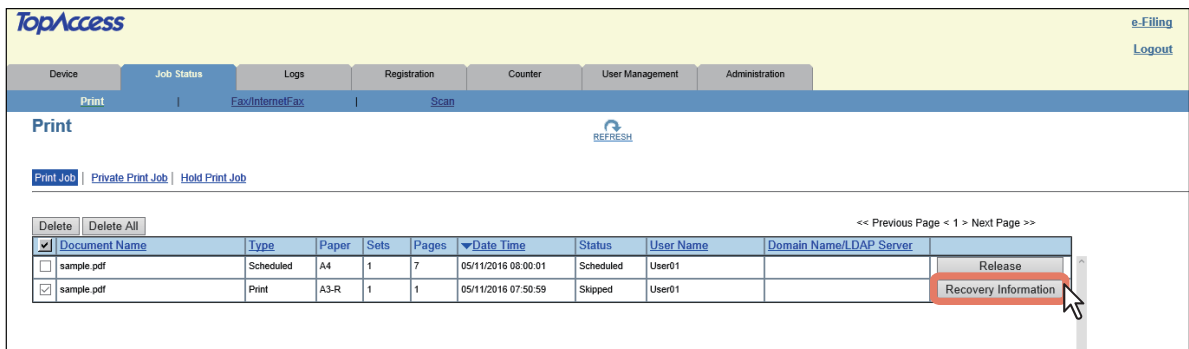 TopAccess
e-Filing
Logout
Device Job Status Logs Registration Counter User Management Administration
Print | Fax/InternetFax | Scan
Print
REFRESH
Print Job | Private Print Job | Hold Print Job
Delete Delete All << Previous Page < 1 > Next Page >>
Document Name Type Paper Sets Pages Date Time Status User Name Domain Name/LDAP Server
sample.pdf Scheduled A4 1 7 05/11/2016 08:00:01 Scheduled User01 Release
sample.pdf Print A3-R 1 1 05/11/2016 07:50:59 Skipped User01 Recovery Information